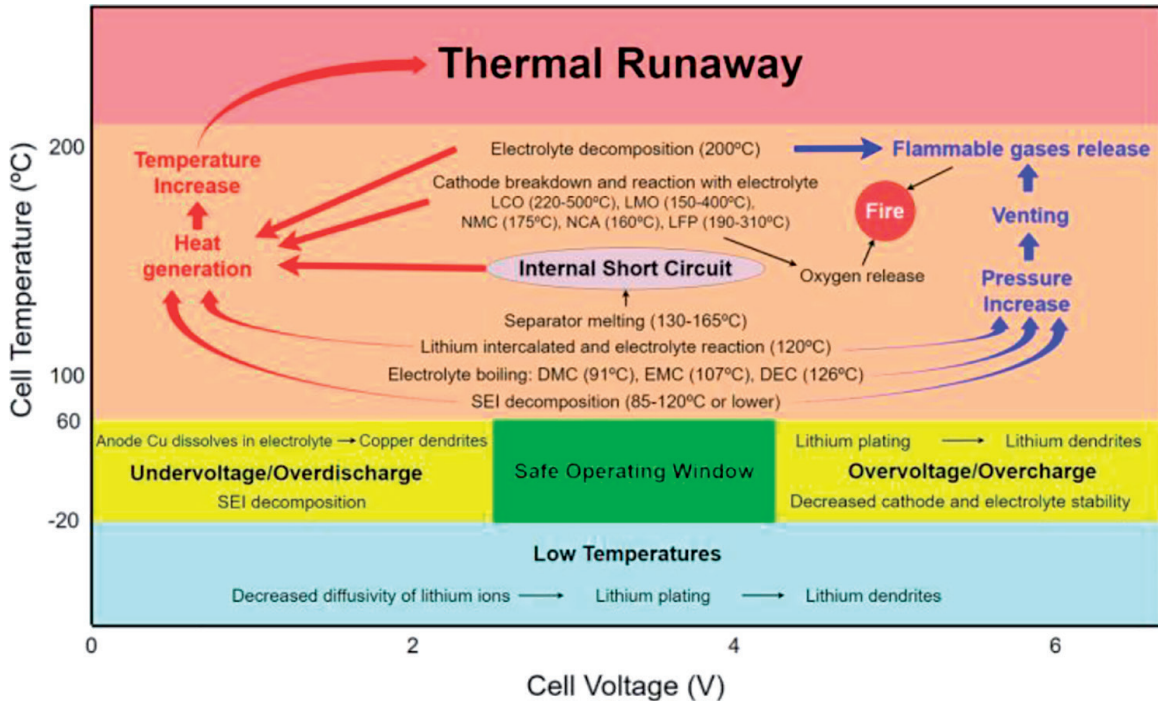 Thermal Runaway
200
Temperature
Increase
Electrolyte decomposition (200ºC)
Flammable gases release
Cathode breakdown and reaction with electrolyte
LCO (220-500ºC), LMO (150-400ºC),
NMC (175ºC), NCA (160ºC), LFP (190-310ºC)
Fire
Venting
Heat
generation
Internal Short Circuit
Oxygen release
Pressure
Increase
Separator melting (130-165ºC)
Lithium intercalated and electrolyte reaction (120ºC)
100
Electrolyte boiling: DMC (91ºC), EMC (107ºC), DEC (126ºC)
SEI decomposition (85-120ºC or lower)
60
Anode Cu dissolves in electrolyte
Copper dendrites
Undervoltage/Overdischarge
SEI decomposition
Safe Operating Window
Lithium plating
Lithium dendrites
Overvoltage/Overcharge
Decreased cathode and electrolyte stability
-20
Low Temperatures
Decreased diffusivity of lithium ions
Lithium plating
Lithium dendrites
0
2
4
6
Cell Voltage (V)
Cell Temperature (ºC)